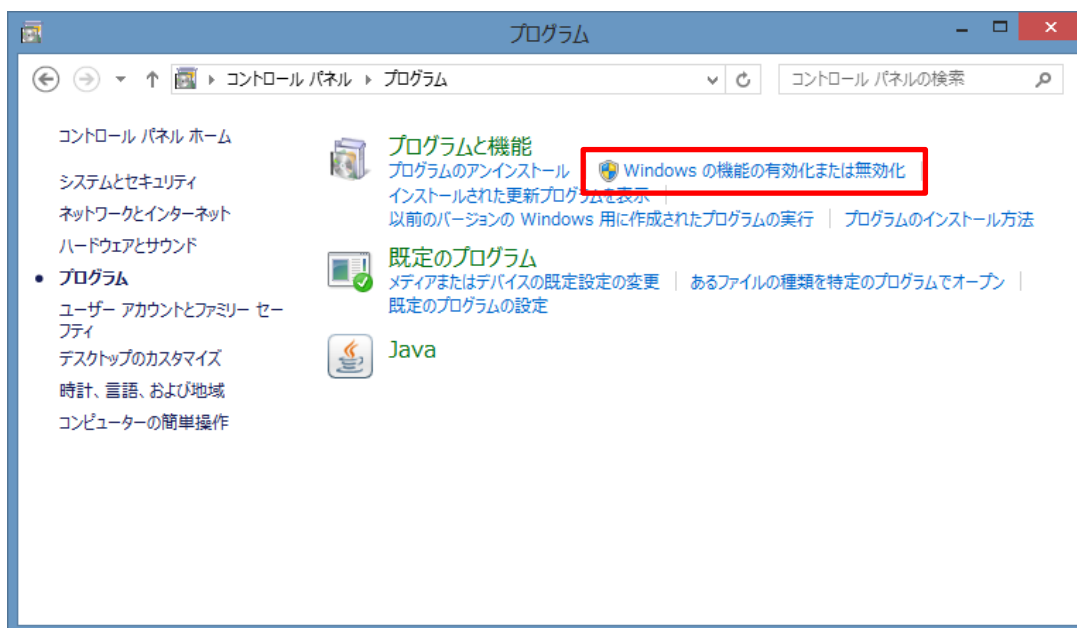 プログラム
コントロール パネル ▸ プログラム
コントロール パネルの検索
コントロール パネル ホーム
システムとセキュリティ
ネットワークとインターネット
ハードウェアとサウンド
プログラム
ユーザー アカウントとファミリー セー
フティ
デスクトップのカスタマイズ
時計、言語、および地域
コンピューターの簡単操作
プログラムと機能
プログラムのアンインストール | Windows の機能の有効化または無効化 |
インストールされた更新プログラムを表示 |
以前のバージョンの Windows 用に作成されたプログラムの実行 | プログラムのインストール方法
既定のプログラム
メディアまたはデバイスの既定設定の変更 | あるファイルの種類を特定のプログラムでオープン |
既定のプログラムの設定
Java